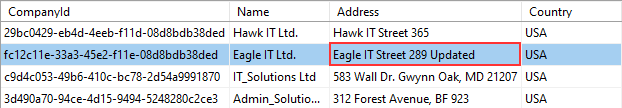 CompanyId Name Address Country
29bc0429-eb4d-4eeb-f11d-08d8bdb38ded Hawk IT Ltd. Hawk IT Street 365 USA
fc12c11e-33a3-45e2-f11e-08d8bdb38ded Eagle IT Ltd. Eagle IT Street 289 Updated USA
c9d4c053-49b6-410c-bc78-2d54a9991870 IT_Solutions Ltd 583 Wall Dr. Gwynn Oak, MD 21207 USA
3d490a70-94ce-4d15-9494-5248280c2ce3 Admin_Solutio... 312 Forest Avenue, BF 923 USA